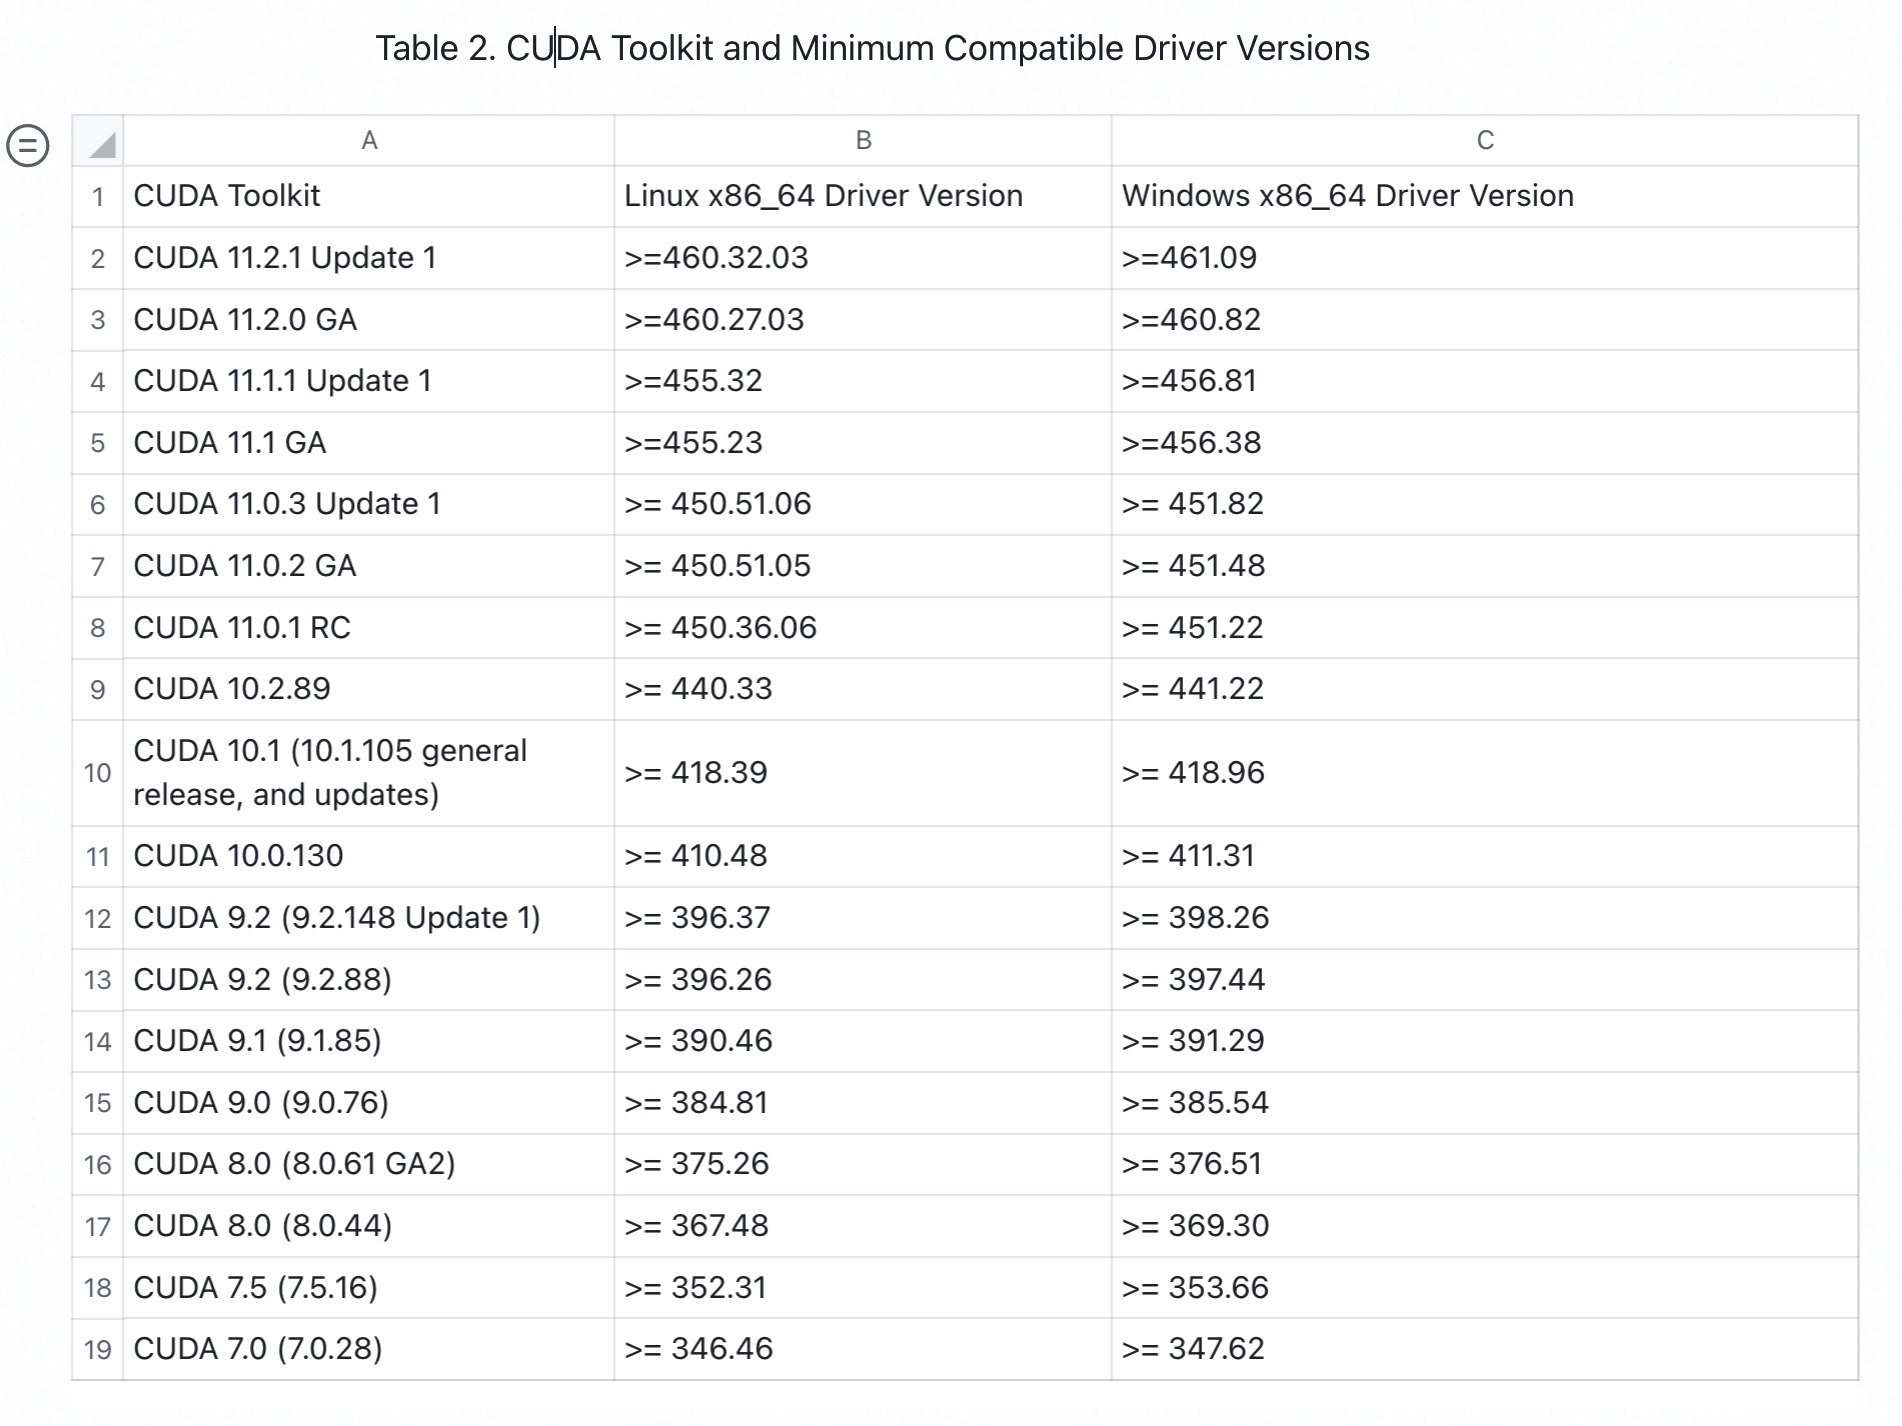 Table 2. CUDA Toolkit and Minimum Compatible Driver Versions
A B C
1 CUDA Toolkit Linux x86_64 Driver Version Windows x86_64 Driver Version
2 CUDA 11.2.1 Update 1 >=460.32.03 >=461.09
3 CUDA 11.2.0 GA >=460.27.03 >=460.82
4 CUDA 11.1.1 Update 1 >=455.32 >=456.81
5 CUDA 11.1 GA >=455.23 >=456.38
6 CUDA 11.0.3 Update 1 >= 450.51.06 >= 451.82
7 CUDA 11.0.2 GA >= 450.51.05 >= 451.48
8 CUDA 11.0.1 RC >= 450.36.06 >= 451.22
9 CUDA 10.2.89 >= 440.33 >= 441.22
10 CUDA 10.1 (10.1.105 general
release, and updates) >= 418.39 >= 418.96
11 CUDA 10.0.130 >= 410.48 >= 411.31
12 CUDA 9.2 (9.2.148 Update 1) >= 396.37 >= 398.26
13 CUDA 9.2 (9.2.88) >= 396.26 >= 397.44
14 CUDA 9.1 (9.1.85) >= 390.46 >= 391.29
15 CUDA 9.0 (9.0.76) >= 384.81 >= 385.54
16 CUDA 8.0 (8.0.61 GA2) >= 375.26 >= 376.51
17 CUDA 8.0 (8.0.44) >= 367.48 >= 369.30
18 CUDA 7.5 (7.5.16) >= 352.31 >= 353.66
19 CUDA 7.0 (7.0.28) >= 346.46 >= 347.62